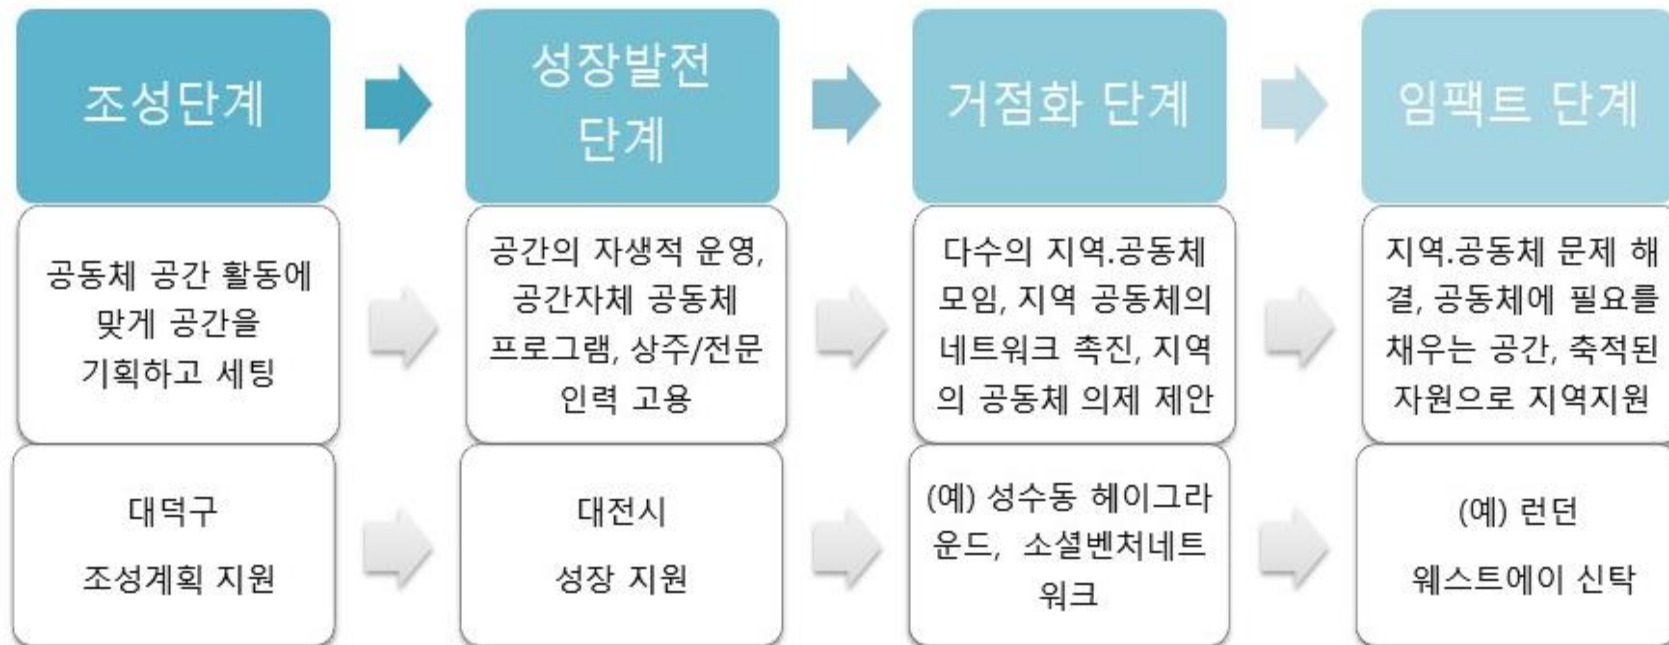 조성단계
성장발전
단계
거점화 단계
임팩트 단계
공동체 공간 활동에
맞게 공간을
기획하고 세팅
공간의 자생적 운영,
공간자체 공동체
프로그램, 상주/전문
인력 고용
다수의 지역.공동체
모임, 지역 공동체의
네트워크 촉진, 지역
의 공동체 의제 제안
지역.공동체 문제 해
결, 공동체에 필요를
채우는 공간, 축적된
자원으로 지역지원
대덕구
조성계획 지원
대전시
성장 지원
(예) 성수동 헤이그라
운드, 소셜벤처네트
워크
(예) 런던
웨스트에이 신탁